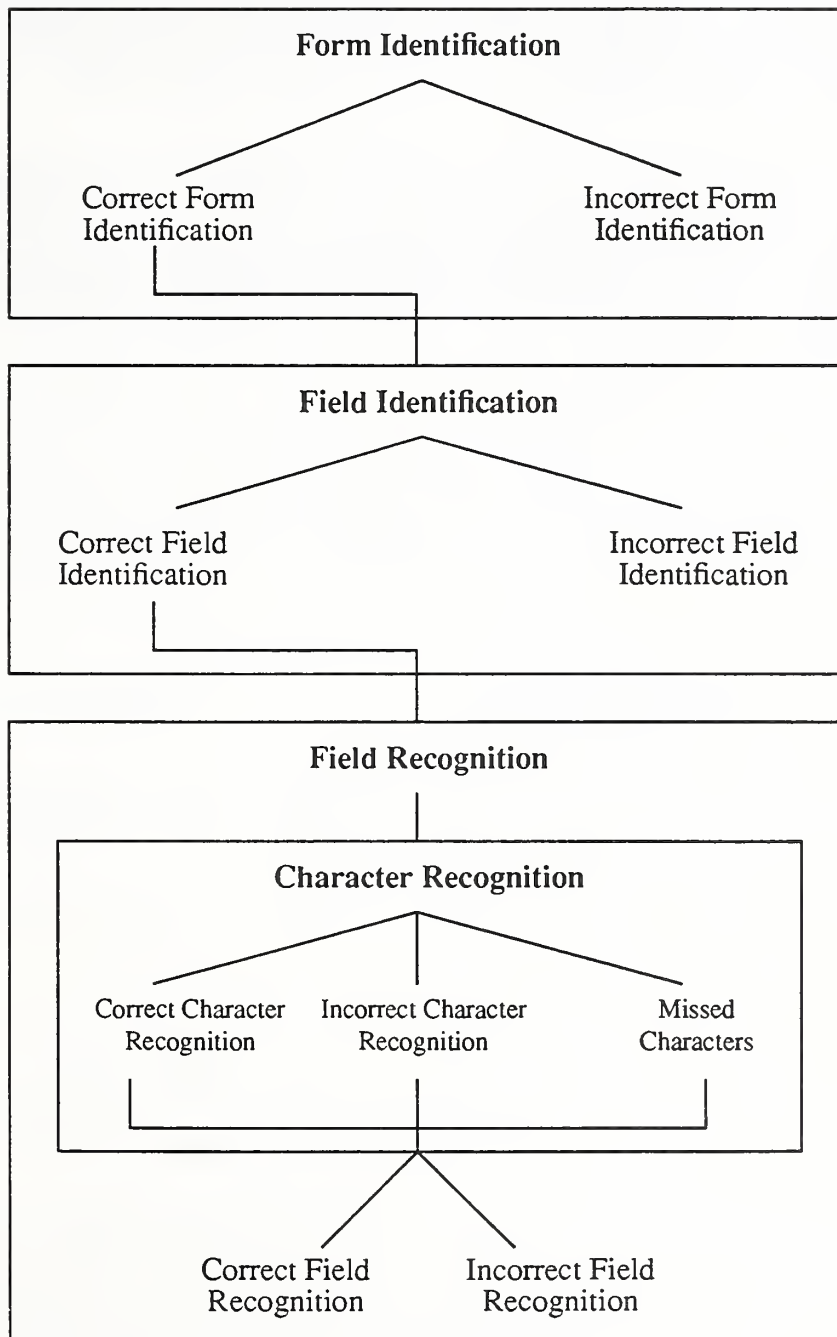 Form Identification
Correct Form
Identification
Incorrect Form
Identification
Field Identification
Correct Field
Identification
Incorrect Field
Identification
Field Recognition
Character Recognition
Correct Character
Recognition
Incorrect Character
Recognition
Missed
Characters
Correct Field
Recognition
Incorrect Field
Recognition